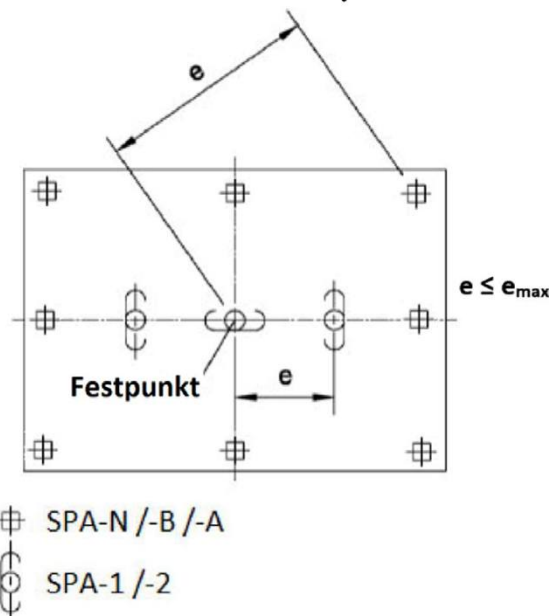 e
e ≤ emax
Festpunkt
e
SPA-N /-B /-A
SPA-1 /-2